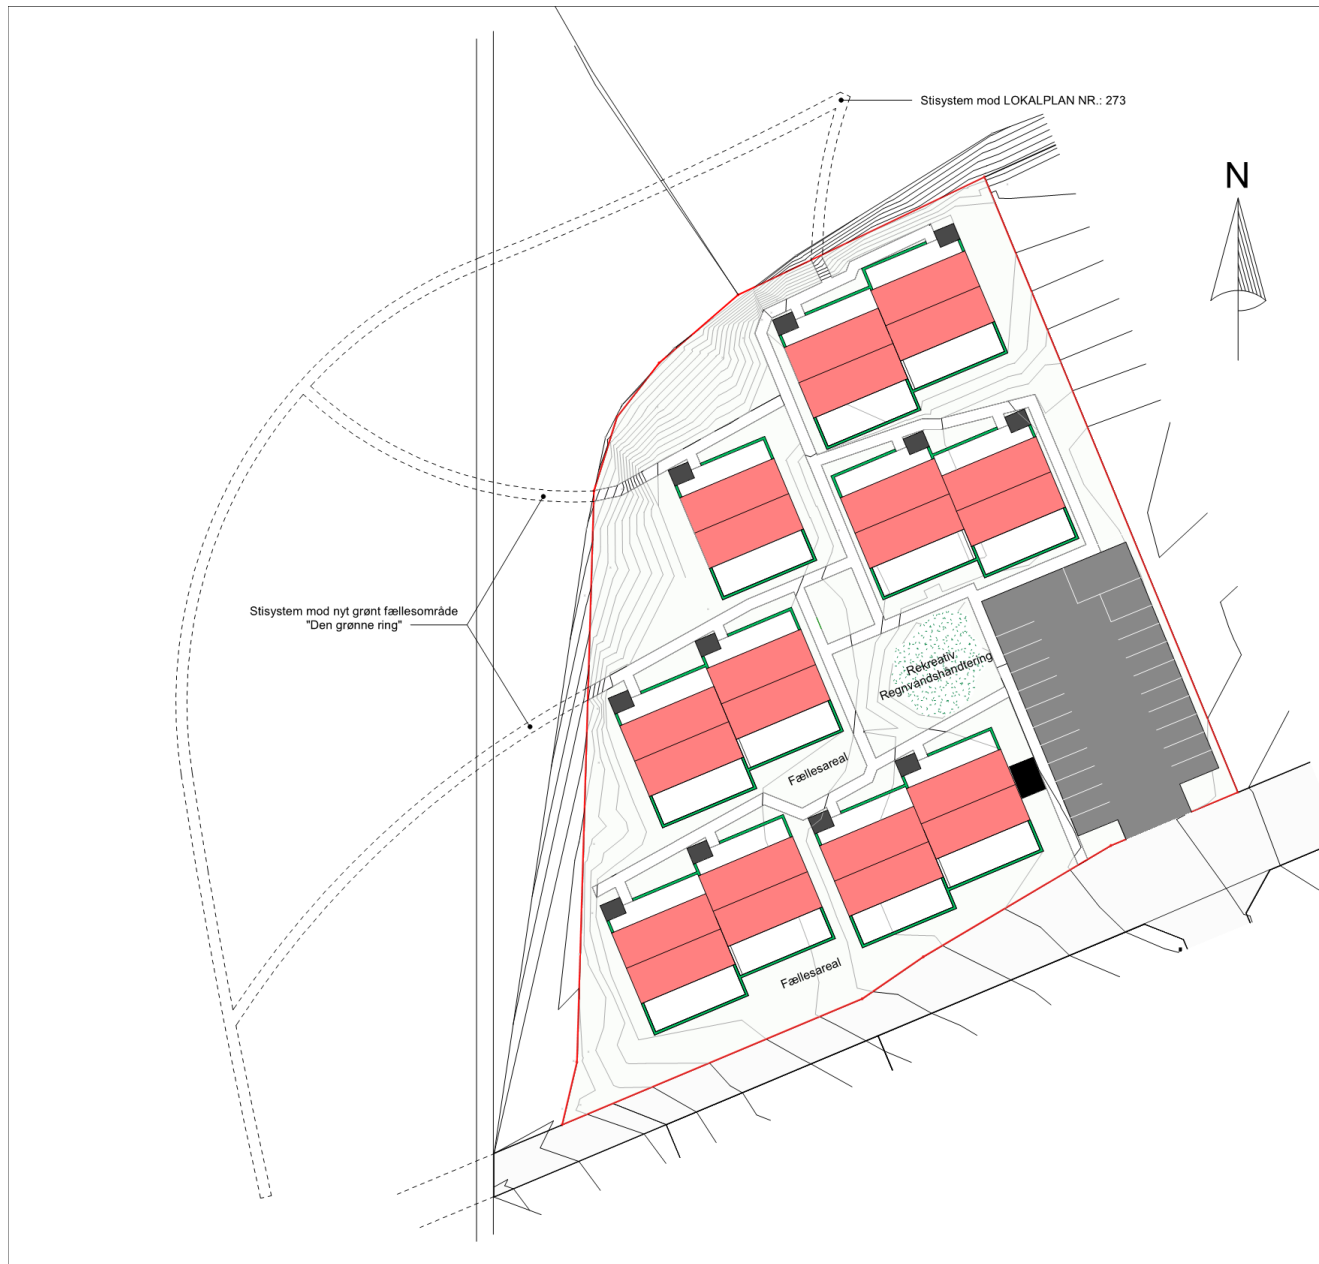 Stisystem mod LOKALPLAN NR.: 273
N
Stisystem mod nyt grønt fællesområde
"Den grønne ring"
Rekreativ
Regnvandshåndtering
Fællesareal
Fællesareal